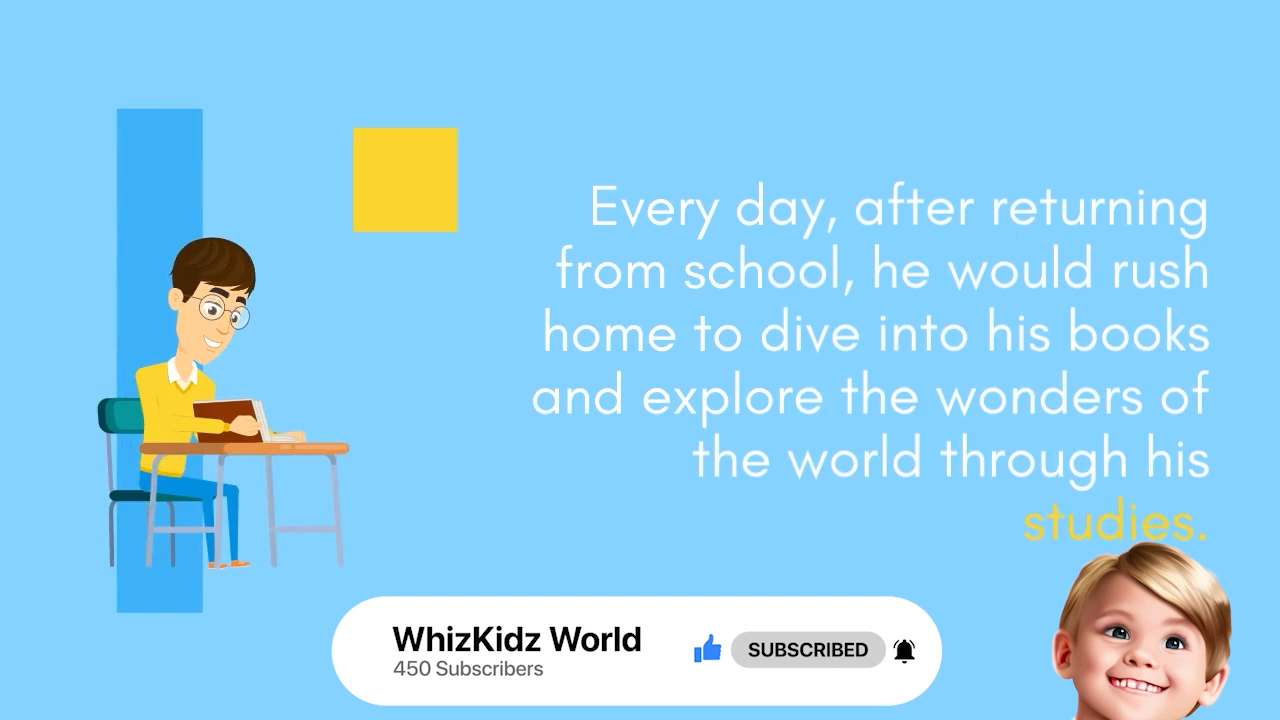 Every day, after returning
from school, he would rush
home to dive into his books
and explore the wonders of
the world through his
studies.
WhizKidz World
450 Subscribers
SUBSCRIBED